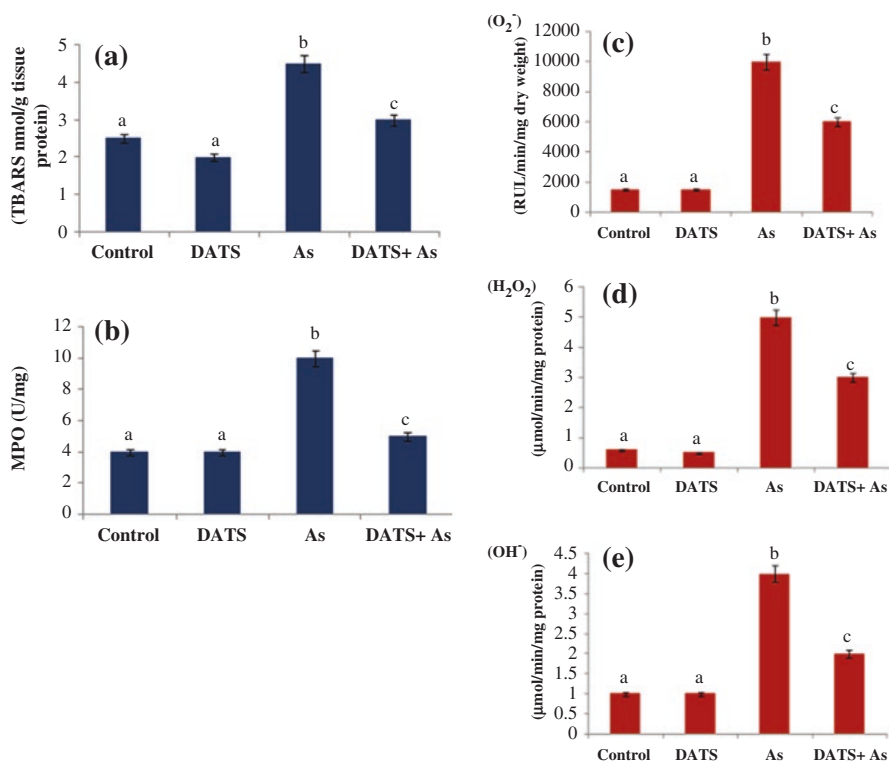 (a)
(TBARS nmol/g tissue
protein)
5
4
3
2
1
0
a
a
b
c
Control DATS As DATS+ As
(b)
MPO (U/mg)
12
10
8
6
4
2
0
a
a
b
c
Control DATS As DATS+ As
(O₂⁻)
(c)
(RUL/min/mg dry weight)
12000
10000
8000
6000
4000
2000
0
a
a
b
c
Control DATS As DATS+ As
(H₂O₂)
(d)
(μmol/min/mg protein)
6
5
4
3
2
1
0
a
a
b
c
Control DATS As DATS+ As
(OH⁻)
(e)
(μmol/min/mg protein)
4.5
4
3.5
3
2.5
2
1.5
1
0.5
0
a
a
b
c
Control DATS As DATS+ As